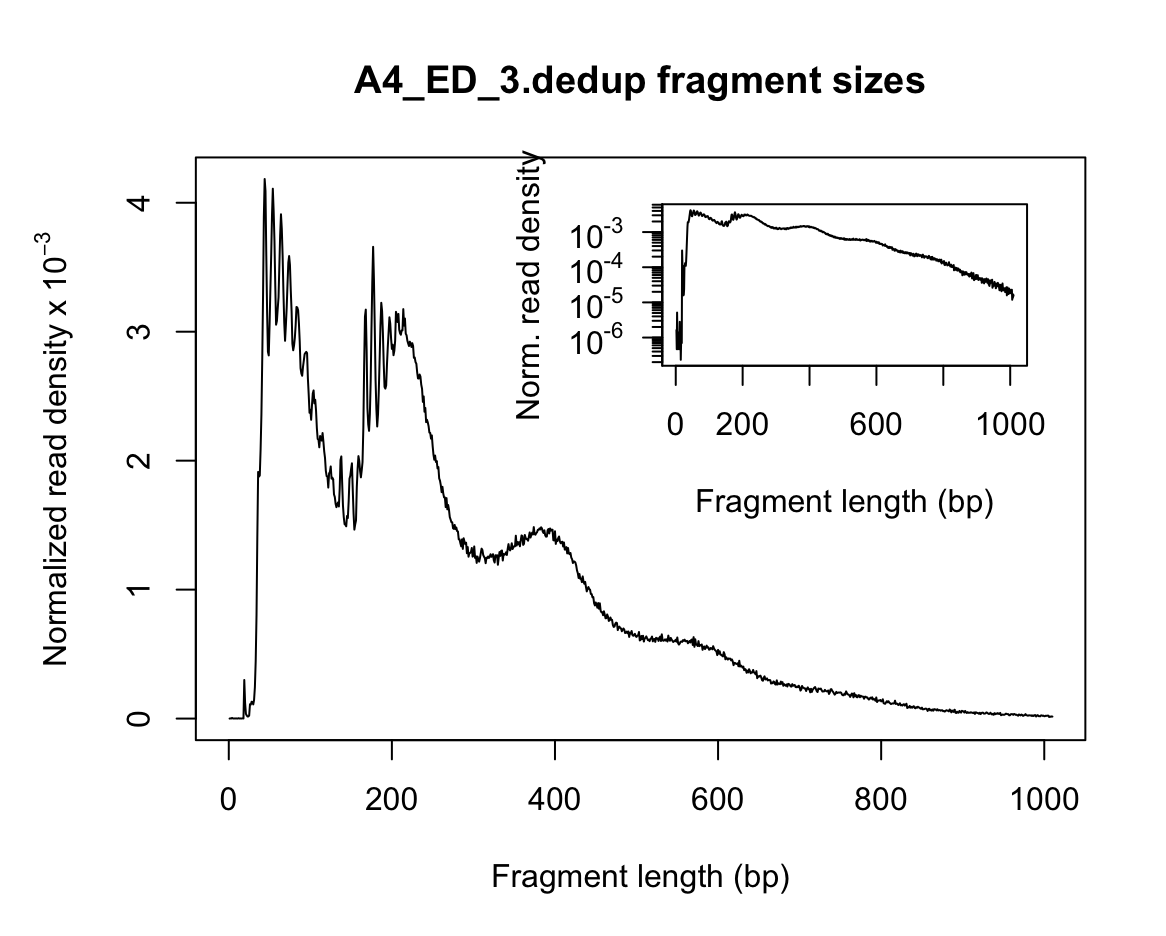 A4_ED_3.dedup fragment sizes
Normalized read density x 10⁻³
4
3
2
1
0
0 200 400 600 800 1000
Fragment length (bp)
Norm. read density
10⁻³
10⁻⁴
10⁻⁵
10⁻⁶
0 200 600 1000
Fragment length (bp)